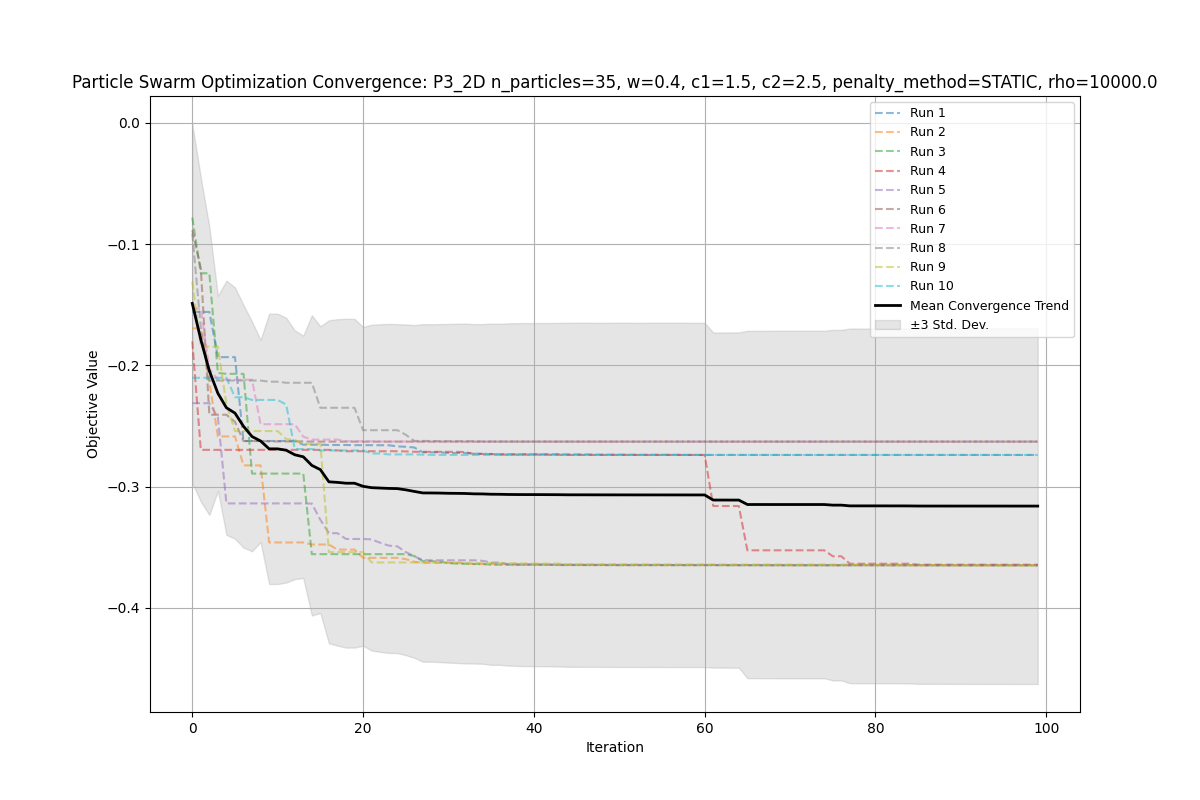 Particle Swarm Optimization Convergence: P3_2D n_particles=35, w=0.4, c1=1.5, c2=2.5, penalty_method=STATIC, rho=10000.0
Objective Value
0.0
−0.1
−0.2
−0.3
−0.4
Run 1
Run 2
Run 3
Run 4
Run 5
Run 6
Run 7
Run 8
Run 9
Run 10
Mean Convergence Trend
±3 Std. Dev.
0 20 40 60 80 100
Iteration